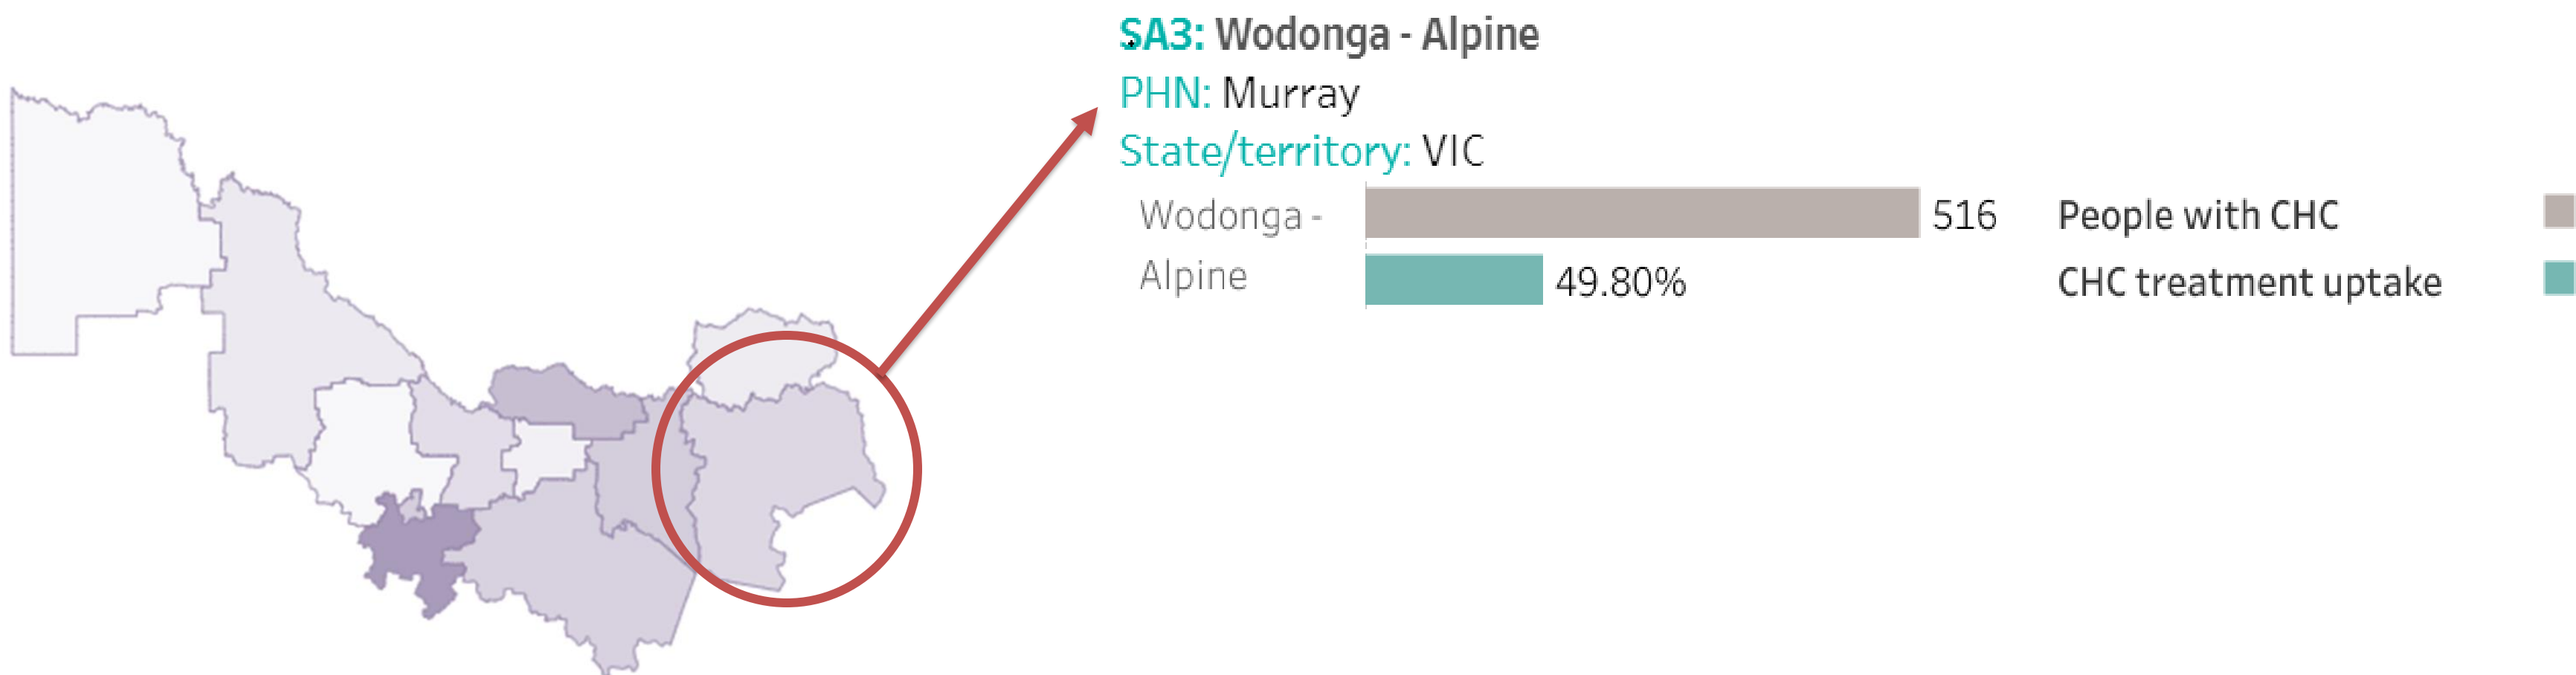 SA3: Wodonga - Alpine
PHN: Murray
State/territory: VIC
Wodonga -
Alpine
516
49.80%
People with CHC
CHC treatment uptake